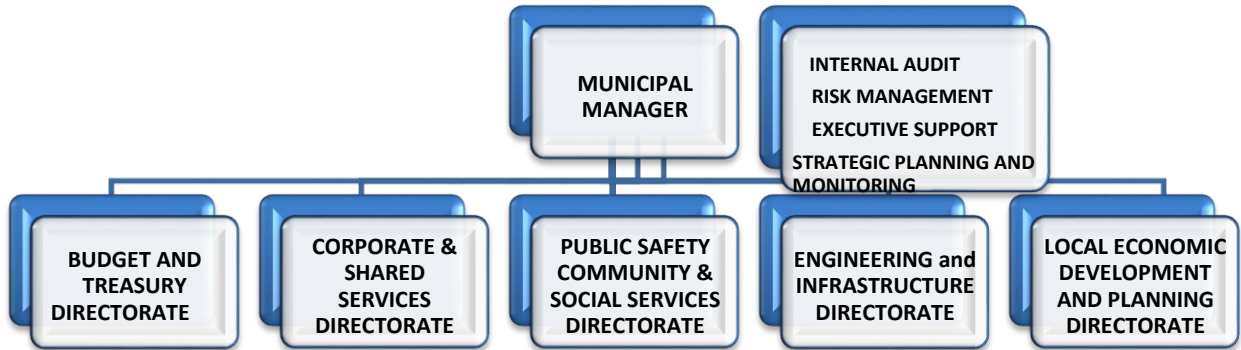 MUNICIPAL
MANAGER
INTERNAL AUDIT
RISK MANAGEMENT
EXECUTIVE SUPPORT
STRATEGIC PLANNING AND
MONITORING
BUDGET AND
TREASURY
DIRECTORATE
CORPORATE &
SHARED
SERVICES
DIRECTORATE
PUBLIC SAFETY
COMMUNITY &
SOCIAL SERVICES
DIRECTORATE
ENGINEERING and
INFRASTRUCTURE
DIRECTORATE
LOCAL ECONOMIC
DEVELOPMENT
AND PLANNING
DIRECTORATE